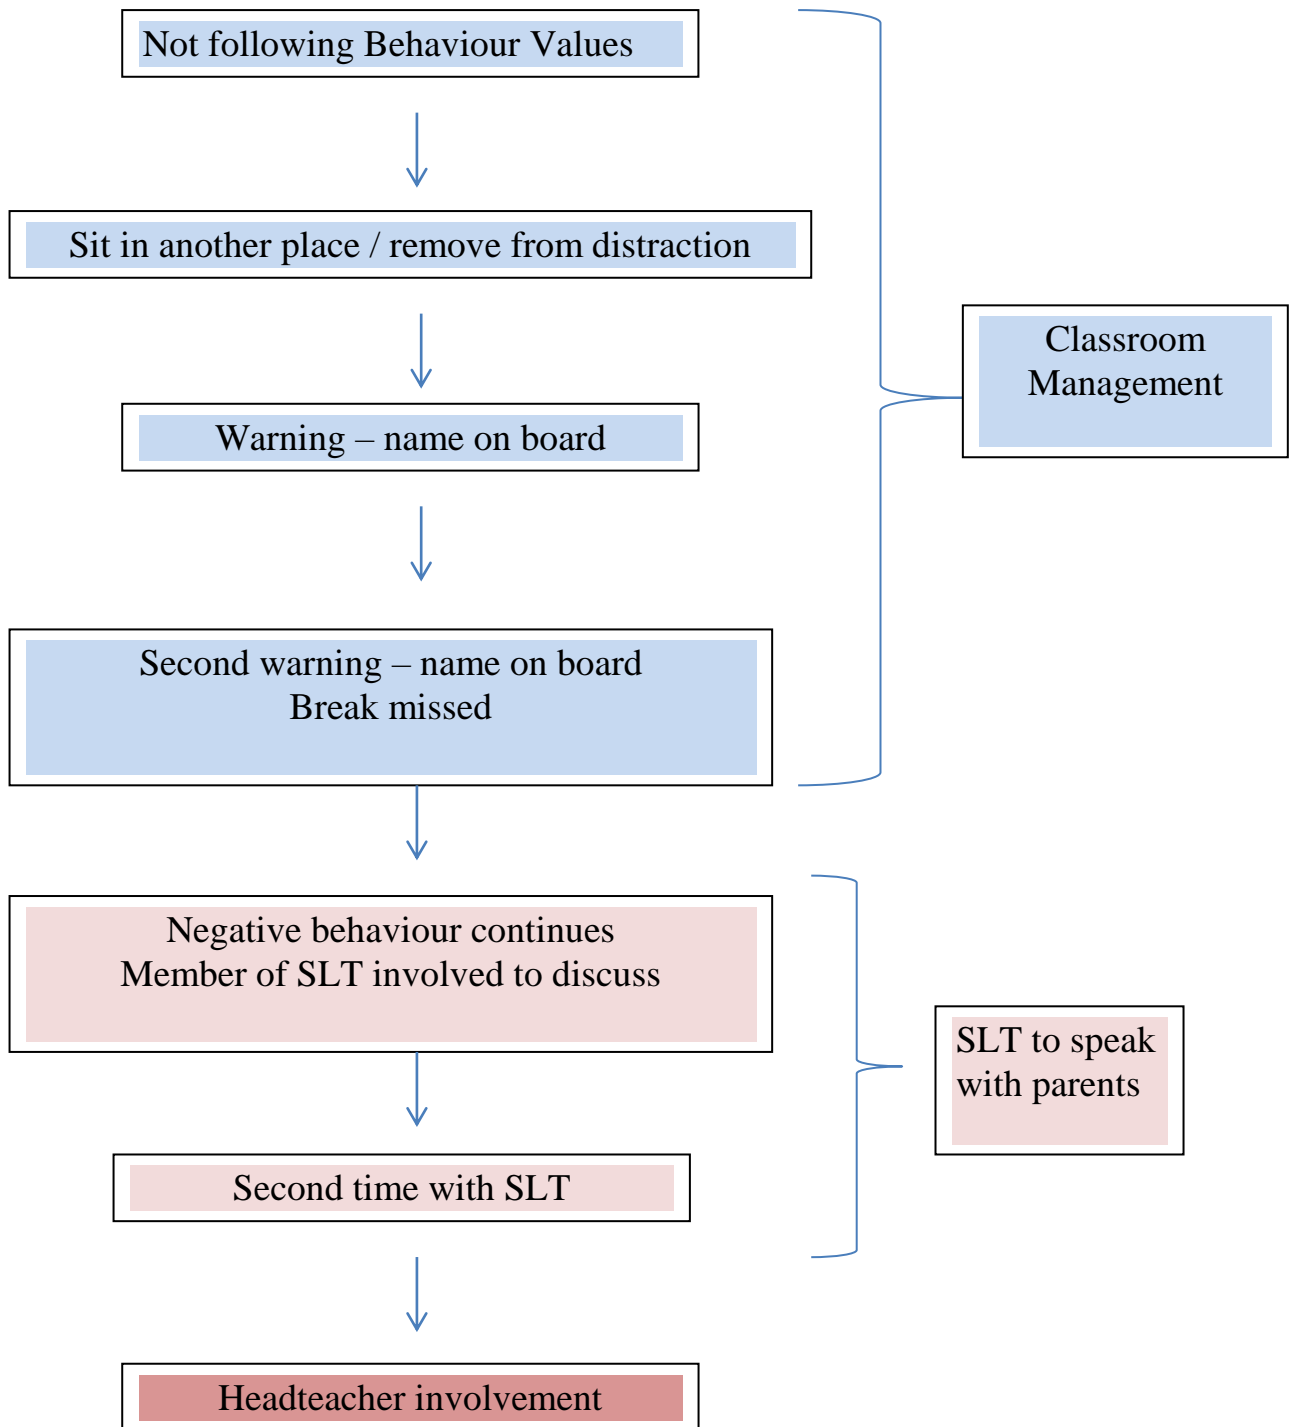 Not following Behaviour Values
Sit in another place / remove from distraction
Warning – name on board
Second warning – name on board
Break missed
Classroom
Management
Negative behaviour continues
Member of SLT involved to discuss
Second time with SLT
SLT to speak
with parents
Headteacher involvement